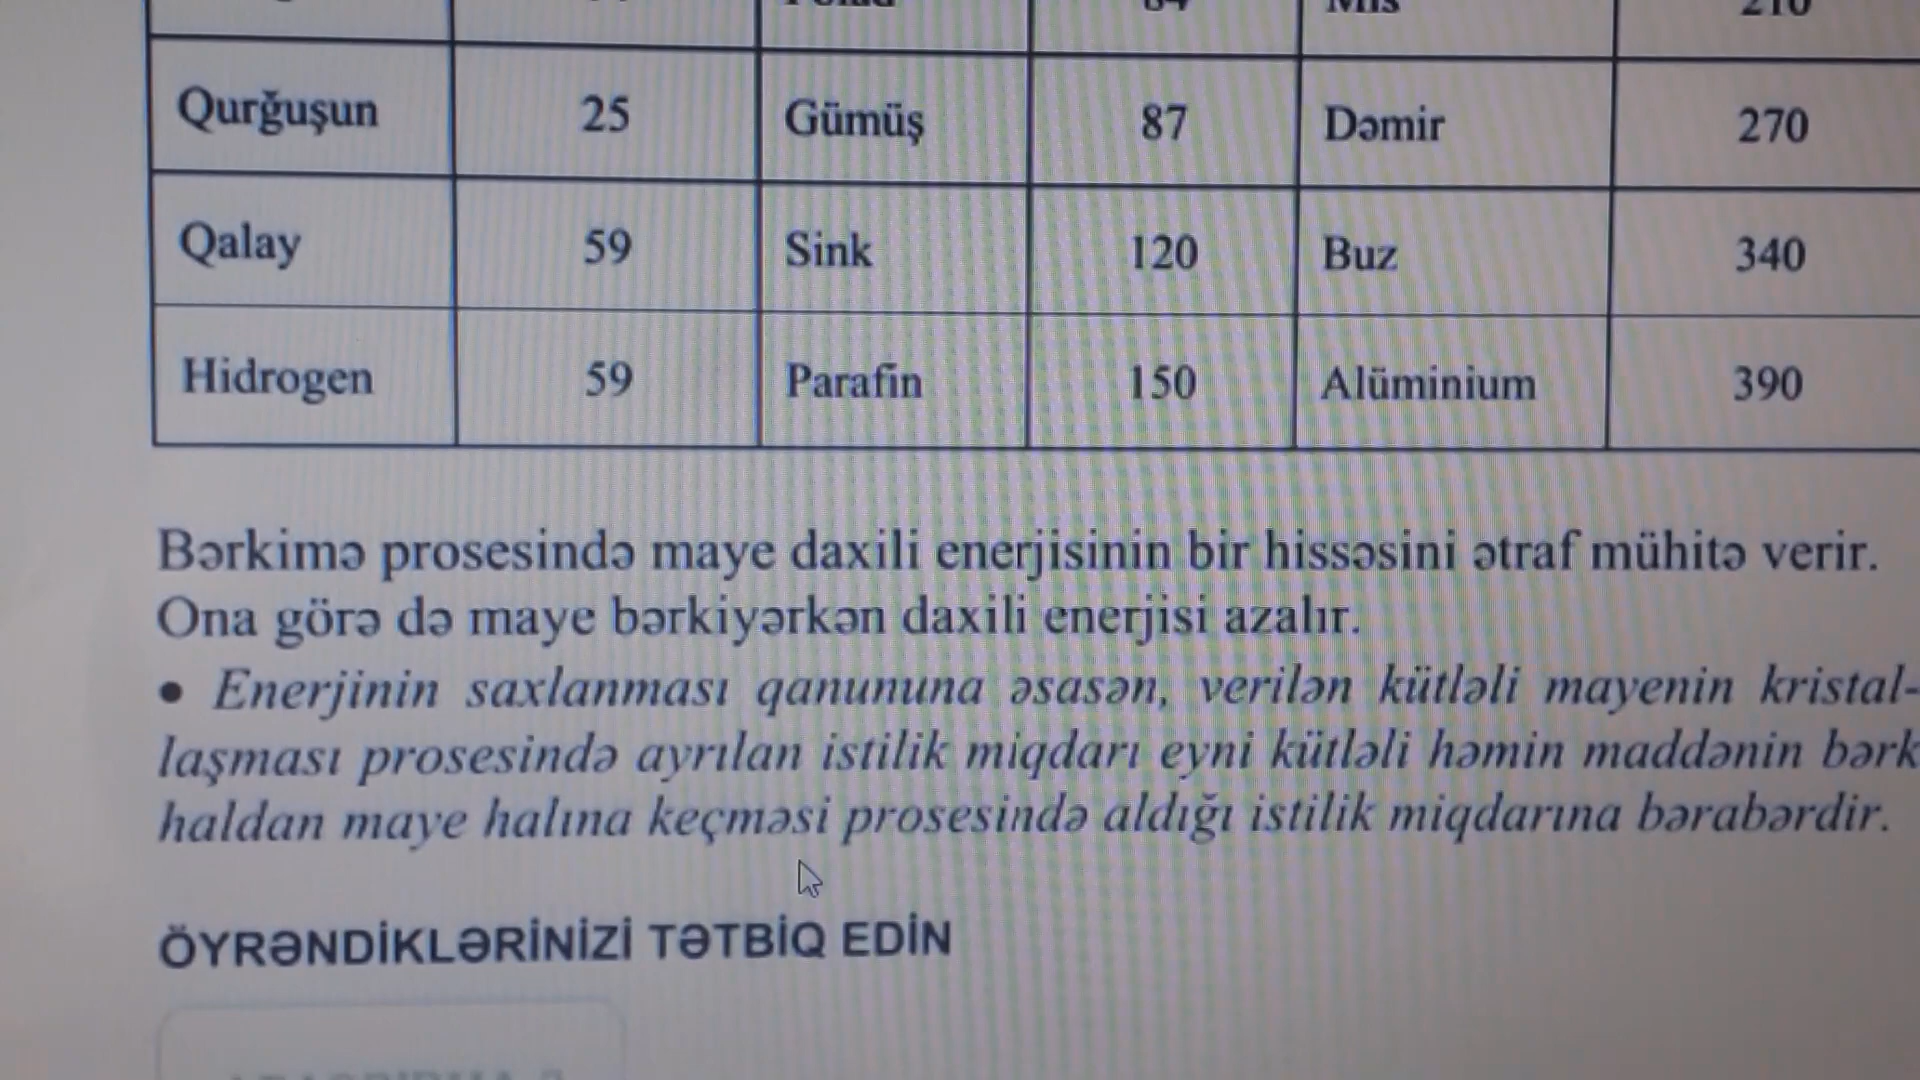 Mis 210
Qurğuşun 25 Gümüş 87 Dəmir 270
Qalay 59 Sink 120 Buz 340
Hidrogen 59 Parafin 150 Alüminium 390
Bərkimə prosesində maye daxili enerjisinin bir hissəsini ətraf mühitə verir.
Ona görə də maye bərkiyərkən daxili enerjisi azalır.
• Enerjinin saxlanması qanununa əsasən, verilən kütləli mayenin kristal-
laşması prosesində ayrılan istilik miqdarı eyni kütləli həmin maddənin bərk
haldan maye halına keçməsi prosesində aldığı istilik miqdarına bərabərdir.
ÖYRƏNDİKLƏRİNİZİ TƏTBİQ EDİN